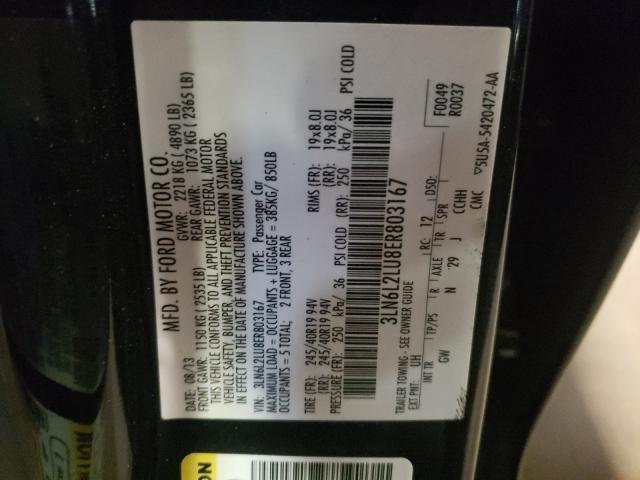 MFD. BY FORD MOTOR CO.
DATE: 08/13 GVWR: 2218 KG ( 4890 LB)
FRONT GAWR: 1150 KG ( 2535 LB) REAR GAWR: 1073 KG ( 2365 LB)
THIS VEHICLE CONFORMS TO ALL APPLICABLE FEDERAL MOTOR
VEHICLE SAFETY, BUMPER, AND THEFT PREVENTION STANDARDS
IN EFFECT ON THE DATE OF MANUFACTURE SHOWN ABOVE.
VIN: 3LN6L2LU8ER803167 TYPE: Passenger Car
MAXIMUM LOAD = OCCUPANTS + LUGGAGE = 385KG/ 850LB
OCCUPANTS = 5 TOTAL: 2 FRONT, 3 REAR
TIRE (FR): 245/40R19 94V RIMS (FR): 19x8.0J
(RR): 245/40R19 94V (RR): 19x8.0J
PRESSURE (FR): 250 kPa/ 36 PSI COLD (RR): 250 kPa/ 36 PSI COLD
3LN6L2LU8ER803167
TRAILER TOWING - SEE OWNER GUIDE
F0049
R0037
EXT PNT: UH RC: 12 DSO:
INT TR TP/PS R AXLE TR SPR
GW N 29 J CCHH
CMC ▽5U5A-5420472-AA
ON